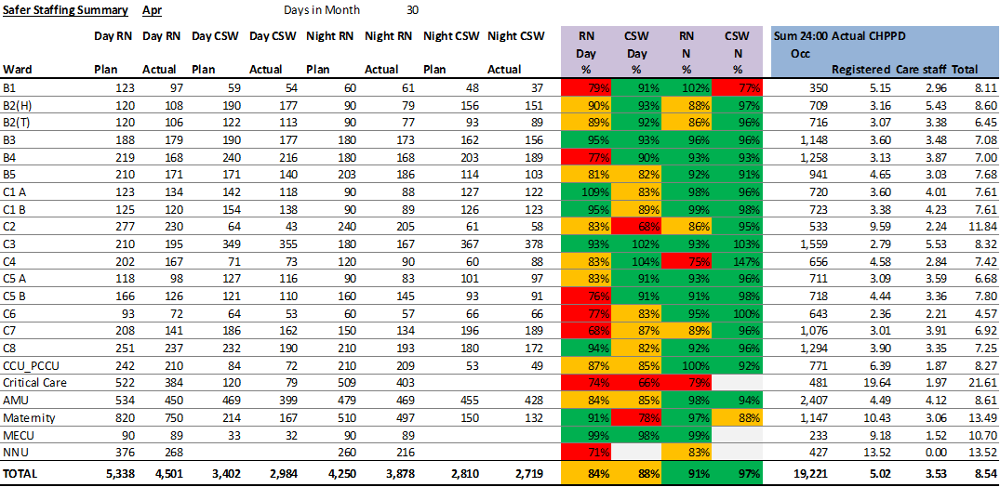 Safer Staffing Summary Apr Days in Month 30
Day RN Day RN Day CSW Day CSW Night RN Night RN Night CSW Night CSW RN CSW RN CSW Sum 24:00 Actual CHPPD
Day Day N N Occ
Ward Plan Actual Plan Actual Plan Actual Plan Actual % % % % Registered Care staff Total
B1 123 97 59 54 60 61 48 37 79% 91% 102% 77% 350 5.15 2.96 8.11
B2(H) 120 108 190 177 90 79 156 151 90% 93% 88% 97% 709 3.16 5.43 8.60
B2(T) 120 106 122 113 90 77 93 89 89% 92% 86% 96% 716 3.07 3.38 6.45
B3 188 179 190 177 180 173 162 156 95% 93% 96% 96% 1,148 3.60 3.48 7.08
B4 219 168 240 216 180 168 203 189 77% 90% 93% 93% 1,258 3.13 3.87 7.00
B5 210 171 171 140 203 186 114 103 81% 82% 92% 91% 941 4.65 3.03 7.68
C1 A 123 134 142 118 90 88 127 122 109% 83% 98% 96% 720 3.60 4.01 7.61
C1 B 125 120 154 138 90 89 126 123 95% 89% 99% 98% 723 3.38 4.23 7.61
C2 277 230 64 43 240 205 61 58 83% 68% 86% 95% 533 9.59 2.24 11.84
C3 210 195 349 355 180 167 367 378 93% 102% 93% 103% 1,559 2.79 5.53 8.32
C4 202 167 71 73 120 90 60 88 83% 104% 75% 147% 656 4.58 2.84 7.42
C5 A 118 98 127 116 90 83 101 97 83% 91% 93% 96% 711 3.09 3.59 6.68
C5 B 166 126 121 110 160 145 93 91 76% 91% 91% 98% 718 4.44 3.36 7.80
C6 93 72 64 53 60 57 66 66 77% 83% 95% 100% 643 2.36 2.21 4.57
C7 208 141 186 162 150 134 196 189 68% 87% 89% 96% 1,076 3.01 3.91 6.92
C8 251 237 232 190 210 193 180 172 94% 82% 92% 96% 1,294 3.90 3.35 7.25
CCU_PCCU 242 210 84 72 210 209 53 49 87% 85% 100% 92% 771 6.39 1.87 8.27
Critical Care 522 384 120 79 509 403 74% 66% 79% 481 19.64 1.97 21.61
AMU 534 450 469 399 479 469 455 428 84% 85% 98% 94% 2,407 4.49 4.12 8.61
Maternity 820 750 214 167 510 497 150 132 91% 78% 97% 88% 1,147 10.43 3.06 13.49
MECU 90 89 33 32 90 89 99% 98% 99% 233 9.18 1.52 10.70
NNU 376 268 260 216 71% 83% 427 13.52 0.00 13.52
TOTAL 5,338 4,501 3,402 2,984 4,250 3,878 2,810 2,719 84% 88% 91% 97% 19,221 5.02 3.53 8.54